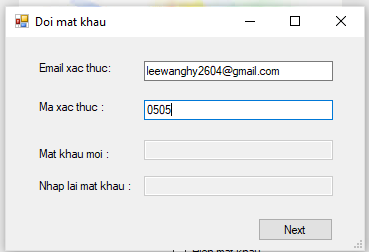 Doi mat khau
Email xac thuc:
leewanghy2604@gmail.com
Ma xac thuc :
0505
Mat khau moi :
Nhap lai mat khau :
Next